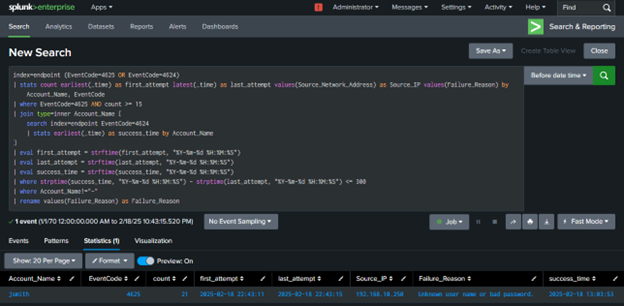 splunk>enterprise Apps Administrator Messages Settings Activity Help Find
Search Analytics Datasets Reports Alerts Dashboards Search & Reporting
New Search Save As Create Table View Close
index=endpoint (EventCode=4625 OR EventCode=4624)
| stats count earliest(_time) as first_attempt latest(_time) as last_attempt values(Source_Network_Address) as Source_IP values(Failure_Reason) by
Account_Name, EventCode
| where EventCode=4625 AND count >= 15
| join type=inner Account_Name [
search index=endpoint EventCode=4624
| stats earliest(_time) as success_time by Account_Name
]
| eval first_attempt = strftime(first_attempt, "%Y-%m-%d %H:%M:%S")
| eval last_attempt = strftime(last_attempt, "%Y-%m-%d %H:%M:%S")
| eval success_time = strftime(success_time, "%Y-%m-%d %H:%M:%S")
| where strptime(success_time, "%Y-%m-%d %H:%M:%S") - strptime(last_attempt, "%Y-%m-%d %H:%M:%S") <= 300
| where Account_Name!="-"
| rename values(Failure_Reason) as Failure_Reason
Before date time
1 event (1/1/70 12:00:00.000 AM to 2/18/25 10:43:15.520 PM) No Event Sampling Job Fast Mode
Events Patterns Statistics (1) Visualization
Show: 20 Per Page Format Preview: On
Account_Name EventCode count first_attempt last_attempt Source_IP Failure_Reason success_time
jsmith 4625 21 2025-02-18 22:43:11 2025-02-18 22:43:15 192.168.10.250 Unknown user name or bad password. 2025-02-18 13:03:53